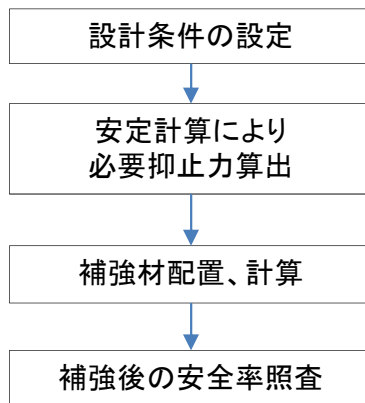 設計条件の設定
安定計算により
必要抑止力算出
補強材配置、計算
補強後の安全率照査